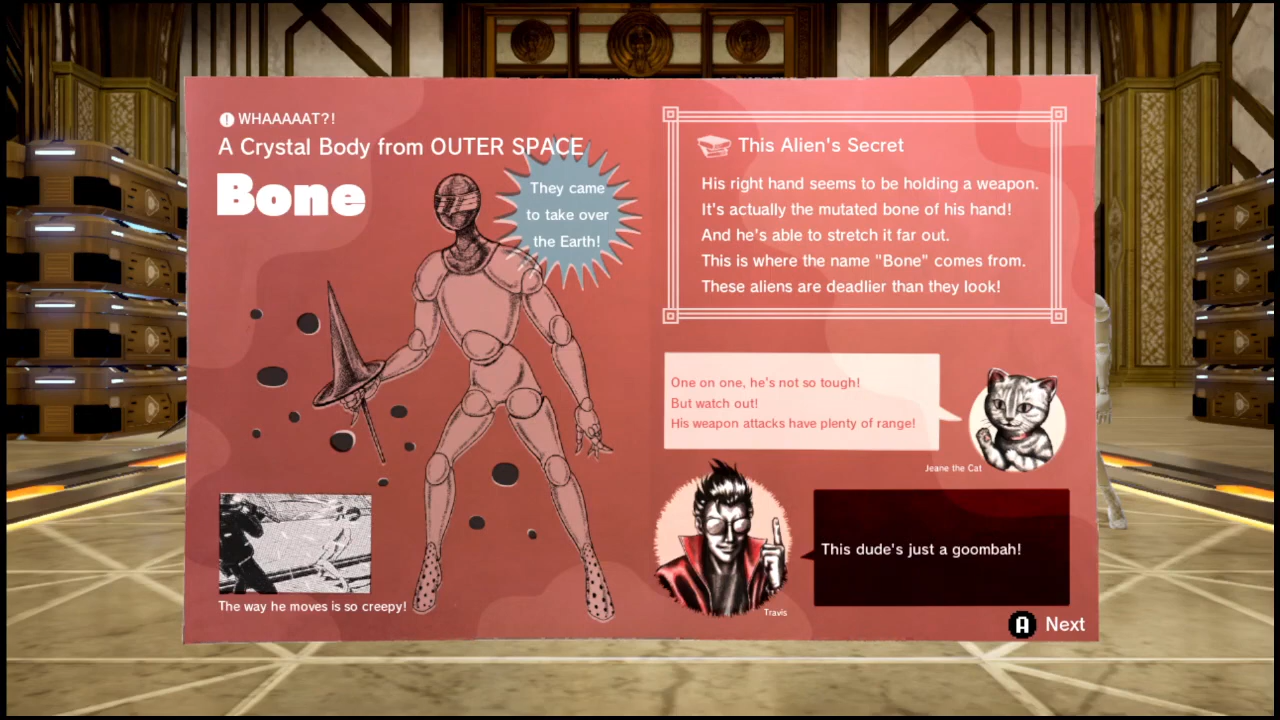 WHAAAAAT?!
A Crystal Body from OUTER SPACE
Bone
They came
to take over
the Earth!
The way he moves is so creepy!
This Alien's Secret
His right hand seems to be holding a weapon.
It's actually the mutated bone of his hand!
And he's able to stretch it far out.
This is where the name "Bone" comes from.
These aliens are deadlier than they look!
One on one, he's not so tough!
But watch out!
His weapon attacks have plenty of range!
Jeane the Cat
This dude's just a goombah!
Travis
A Next